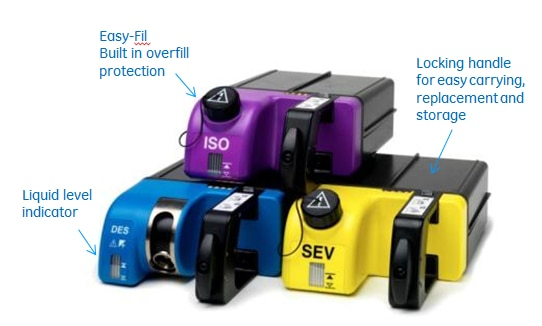 Easy-Fil
Built in overfill
protection
Locking handle
for easy carrying,
replacement and
storage
ISO
Liquid level
indicator
DES
SEV